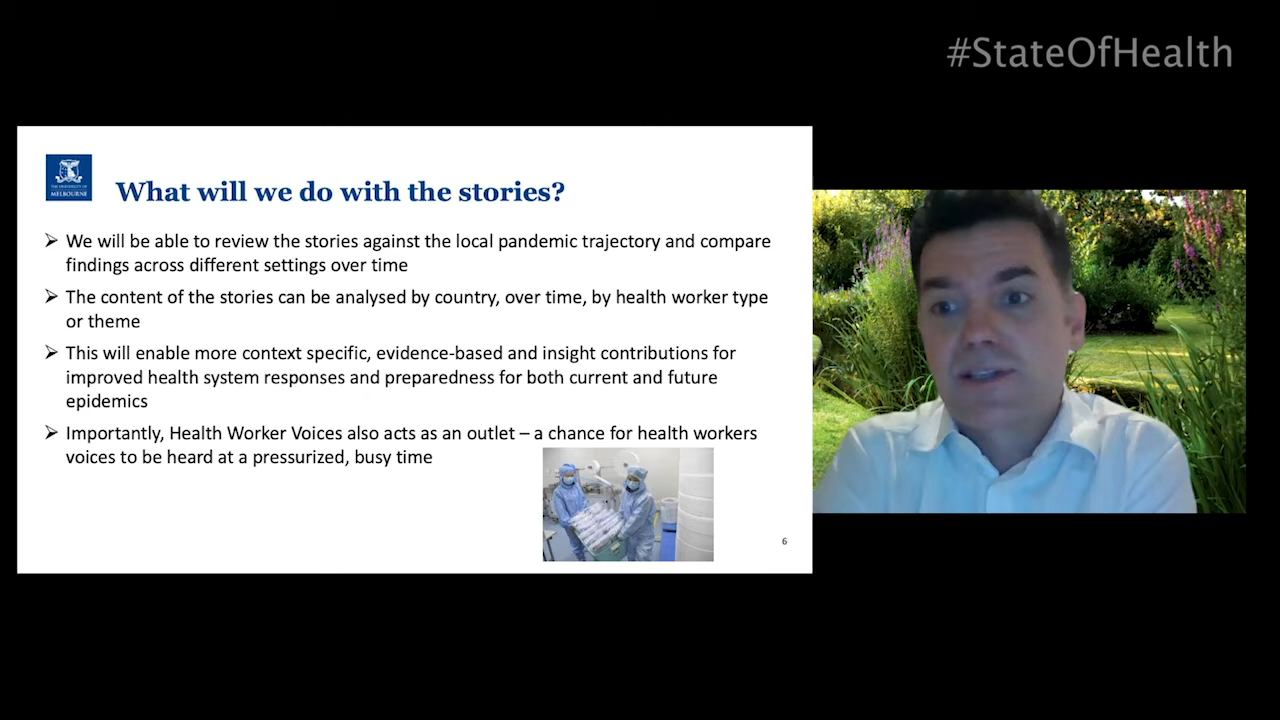 #StateOfHealth
THE UNIVERSITY OF
MELBOURNE
What will we do with the stories?
➢ We will be able to review the stories against the local pandemic trajectory and compare
findings across different settings over time
➢ The content of the stories can be analysed by country, over time, by health worker type
or theme
➢ This will enable more context specific, evidence-based and insight contributions for
improved health system responses and preparedness for both current and future
epidemics
➢ Importantly, Health Worker Voices also acts as an outlet – a chance for health workers
voices to be heard at a pressurized, busy time
6